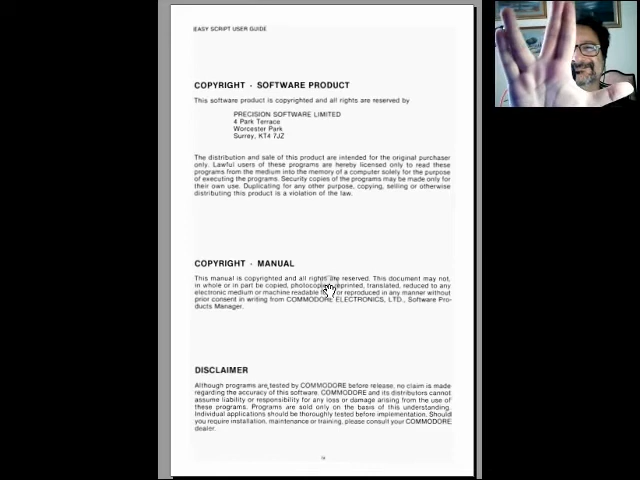 EASY SCRIPT USER GUIDE
COPYRIGHT - SOFTWARE PRODUCT
This software product is copyrighted and all rights are reserved by
PRECISION SOFTWARE LIMITED
4 Park Terrace
Worcester Park
Surrey, KT4 7JZ
The distribution and sale of this product are intended for the original purchaser
only. Lawful users of these programs are hereby licensed only to read these
programs from the medium into the memory of a computer solely for the purpose
of executing the programs. Security copies of the programs may be made only for
their own use. Duplicating for any other purpose, copying, selling or otherwise
distributing this product is a violation of the law.
COPYRIGHT - MANUAL
This manual is copyrighted and all rights are reserved. This document may not,
in whole or in part be copied, photocopied, reprinted, translated, reduced to any
electronic medium or machine readable or reproduced in any manner without
prior consent in writing from COMMODORE ELECTRONICS, LTD., Software Pro-
ducts Manager.
DISCLAIMER
Although programs are tested by COMMODORE before release, no claim is made
regarding the accuracy of this software. COMMODORE and its distributors cannot
assume liability or responsibility for any loss or damage arising from the use of
these programs. Programs are sold only on the basis of this understanding.
Individual applications should be thoroughly tested before implementation. Should
you require installation, maintenance or training, please consult your COMMODORE
dealer.